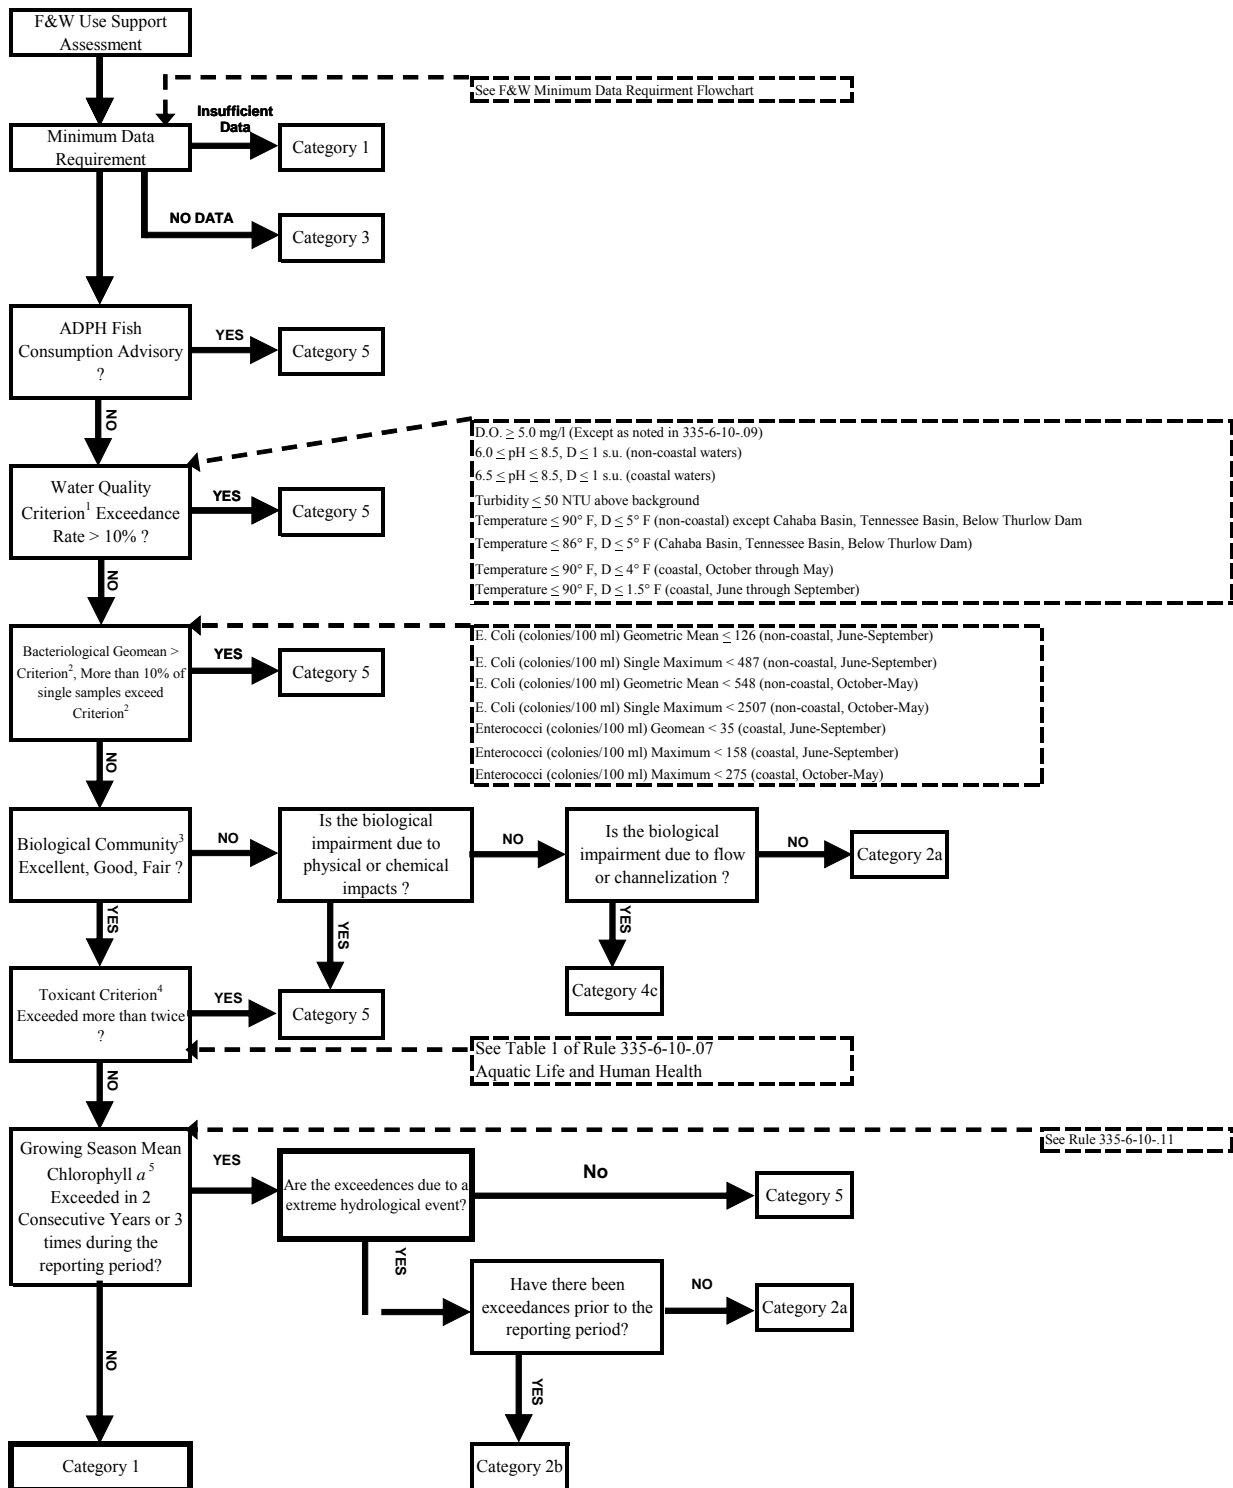 F&W Use Support
Assessment
See F&W Minimum Data Requirment Flowchart
Insufficient
Data
Minimum Data
Requirement
Category 1
NO DATA
Category 3
ADPH Fish
Consumption Advisory
?
YES
Category 5
NO
D.O. ≥ 5.0 mg/l (Except as noted in 335-6-10-.09)
6.0 ≤ pH ≤ 8.5, D ≤ 1 s.u. (non-coastal waters)
6.5 ≤ pH ≤ 8.5, D ≤ 1 s.u. (coastal waters)
Turbidity ≤ 50 NTU above background
Temperature ≤ 90° F, D ≤ 5° F (non-coastal) except Cahaba Basin, Tennessee Basin, Below Thurlow Dam
Temperature ≤ 86° F, D ≤ 5° F (Cahaba Basin, Tennessee Basin, Below Thurlow Dam)
Temperature ≤ 90° F, D ≤ 4° F (coastal, October through May)
Temperature ≤ 90° F, D ≤ 1.5° F (coastal, June through September)
Water Quality
Criterion1 Exceedance
Rate > 10% ?
YES
Category 5
NO
E. Coli (colonies/100 ml) Geometric Mean ≤ 126 (non-coastal, June-September)
E. Coli (colonies/100 ml) Single Maximum < 487 (non-coastal, June-September)
E. Coli (colonies/100 ml) Geometric Mean < 548 (non-coastal, October-May)
E. Coli (colonies/100 ml) Single Maximum < 2507 (non-coastal, October-May)
Enterococci (colonies/100 ml) Geomean < 35 (coastal, June-September)
Enterococci (colonies/100 ml) Maximum < 158 (coastal, June-September)
Enterococci (colonies/100 ml) Maximum < 275 (coastal, October-May)
Bacteriological Geomean >
Criterion2, More than 10% of
single samples exceed
Criterion2
YES
Category 5
NO
Biological Community3
Excellent, Good, Fair ?
NO
Is the biological
impairment due to
physical or chemical
impacts ?
NO
Is the biological
impairment due to flow
or channelization ?
NO
Category 2a
YES
YES
YES
Toxicant Criterion4
Exceeded more than twice
?
YES
Category 5
Category 4c
See Table 1 of Rule 335-6-10-.07
Aquatic Life and Human Health
NO
See Rule 335-6-10-.11
Growing Season Mean
Chlorophyll a 5
Exceeded in 2
Consecutive Years or 3
times during the
reporting period?
YES
Are the exceedences due to a
extreme hydrological event?
No
Category 5
YES
Have there been
exceedances prior to the
reporting period?
NO
Category 2a
NO
YES
Category 1
Category 2b